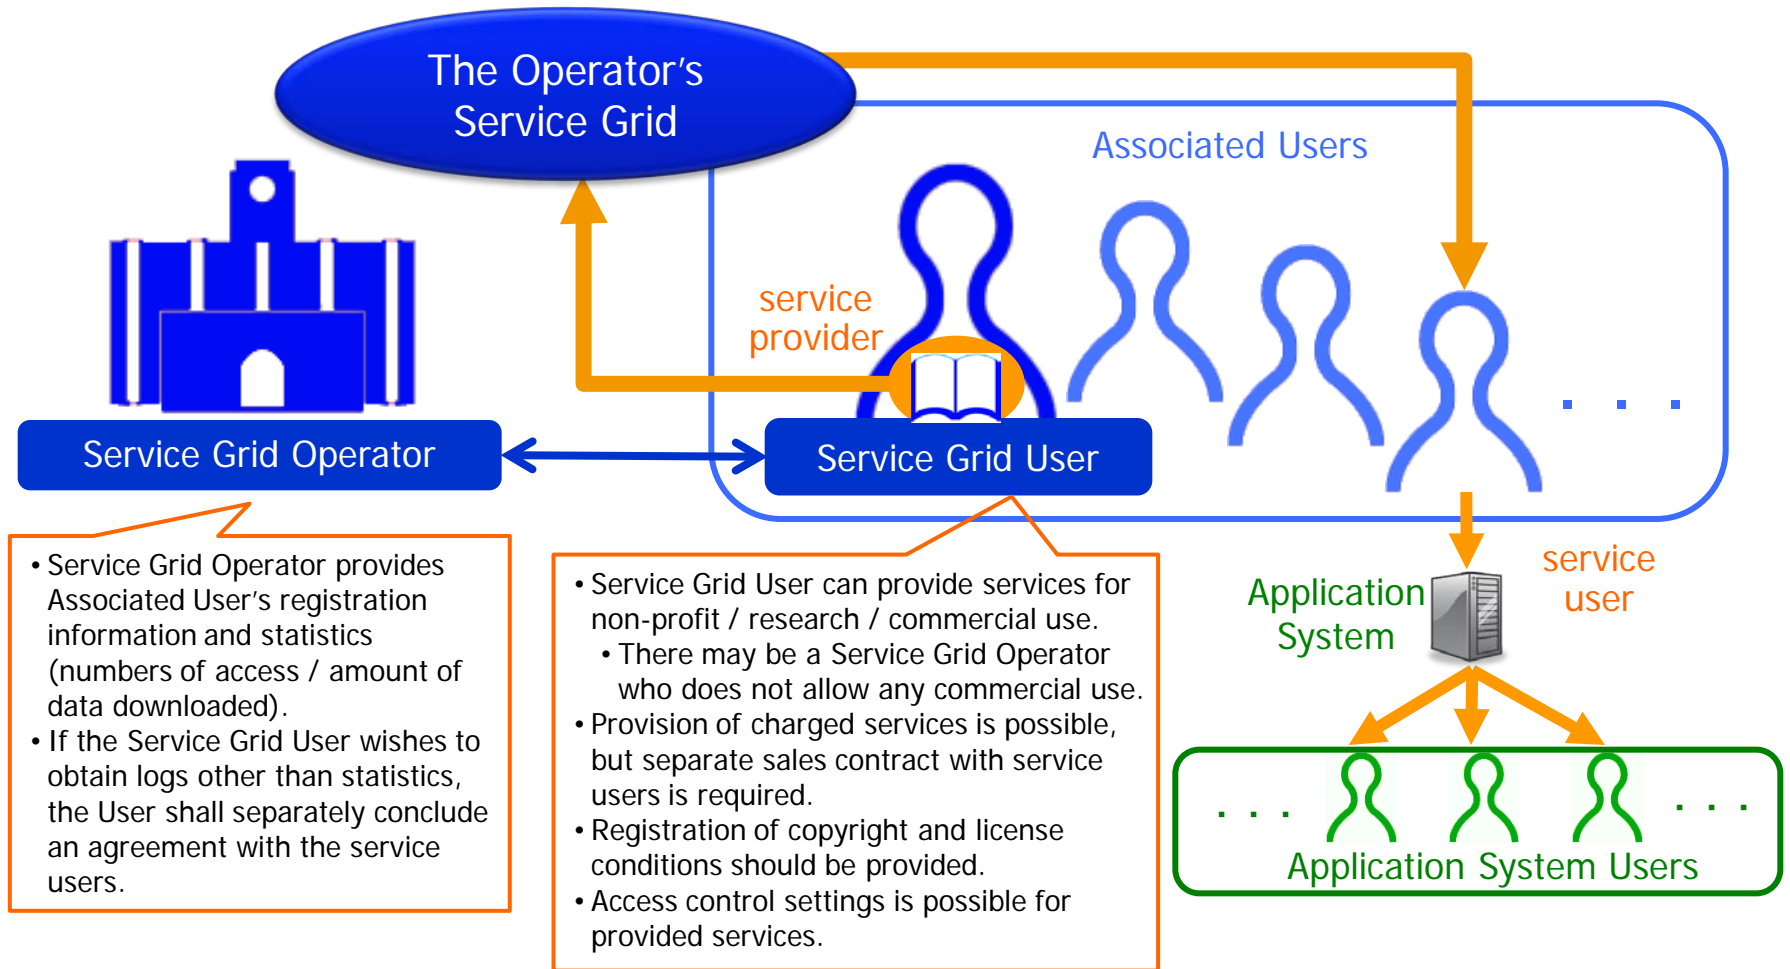 The Operator's
Service Grid
Associated Users
service
provider
Service Grid Operator
Service Grid User
• Service Grid Operator provides
Associated User's registration
information and statistics
(numbers of access / amount of
data downloaded).
• If the Service Grid User wishes to
obtain logs other than statistics,
the User shall separately conclude
an agreement with the service
users.
• Service Grid User can provide services for
non-profit / research / commercial use.
• There may be a Service Grid Operator
who does not allow any commercial use.
• Provision of charged services is possible,
but separate sales contract with service
users is required.
• Registration of copyright and license
conditions should be provided.
• Access control settings is possible for
provided services.
. . .
service
user
Application
System
. . .
. . .
Application System Users